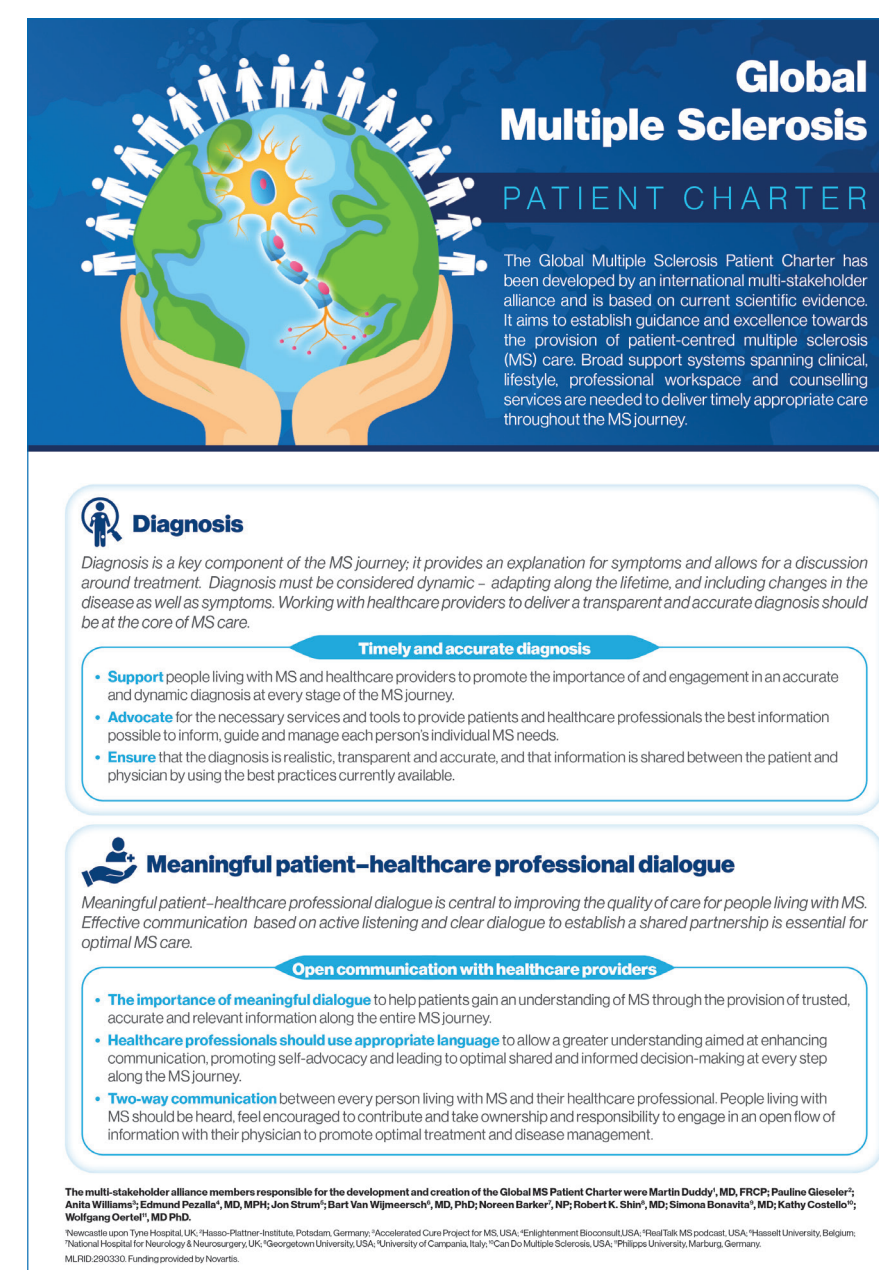 Global
Multiple Sclerosis
PATIENT CHARTER
The Global Multiple Sclerosis Patient Charter has
been developed by an international multi-stakeholder
alliance and is based on current scientific evidence.
It aims to establish guidance and excellence towards
the provision of patient-centred multiple sclerosis
(MS) care. Broad support systems spanning clinical,
lifestyle, professional workspace and counselling
services are needed to deliver timely appropriate care
throughout the MS journey.
Diagnosis
Diagnosis is a key component of the MS journey; it provides an explanation for symptoms and allows for a discussion
around treatment. Diagnosis must be considered dynamic – adapting along the lifetime, and including changes in the
disease as well as symptoms. Working with healthcare providers to deliver a transparent and accurate diagnosis should
be at the core of MS care.
Timely and accurate diagnosis
• Support people living with MS and healthcare providers to promote the importance of and engagement in an accurate
and dynamic diagnosis at every stage of the MS journey.
• Advocate for the necessary services and tools to provide patients and healthcare professionals the best information
possible to inform, guide and manage each person's individual MS needs.
• Ensure that the diagnosis is realistic, transparent and accurate, and that information is shared between the patient and
physician by using the best practices currently available.
Meaningful patient–healthcare professional dialogue
Meaningful patient–healthcare professional dialogue is central to improving the quality of care for people living with MS.
Effective communication based on active listening and clear dialogue to establish a shared partnership is essential for
optimal MS care.
Open communication with healthcare providers
• The importance of meaningful dialogue to help patients gain an understanding of MS through the provision of trusted,
accurate and relevant information along the entire MS journey.
• Healthcare professionals should use appropriate language to allow a greater understanding aimed at enhancing
communication, promoting self-advocacy and leading to optimal shared and informed decision-making at every step
along the MS journey.
• Two-way communication between every person living with MS and their healthcare professional. People living with
MS should be heard, feel encouraged to contribute and take ownership and responsibility to engage in an open flow of
information with their physician to promote optimal treatment and disease management.
The multi-stakeholder alliance members responsible for the development and creation of the Global MS Patient Charter were Martin Duddy¹, MD, FRCP; Pauline Gieseler²;
Anita Williams³; Edmund Pezalla⁴, MD, MPH; Jon Strum⁵; Bart Van Wijmeersch⁶, MD, PhD; Noreen Barker⁷, NP; Robert K. Shin⁸, MD; Simona Bonavita⁹, MD; Kathy Costello¹⁰;
Wolfgang Oertel¹¹, MD PhD.
¹Newcastle upon Tyne Hospital, UK; ²Hasso-Plattner-Institute, Potsdam, Germany; ³Accelerated Cure Project for MS, USA; ⁴Enlightenment Bioconsult,USA; ⁵RealTalk MS podcast, USA; ⁶Hasselt University, Belgium;
⁷National Hospital for Neurology & Neurosurgery, UK; ⁸Georgetown University, USA; ⁹University of Campania, Italy; ¹⁰Can Do Multiple Sclerosis, USA; ¹¹Philipps University, Marburg, Germany.
MLRID:290330. Funding provided by Novartis.